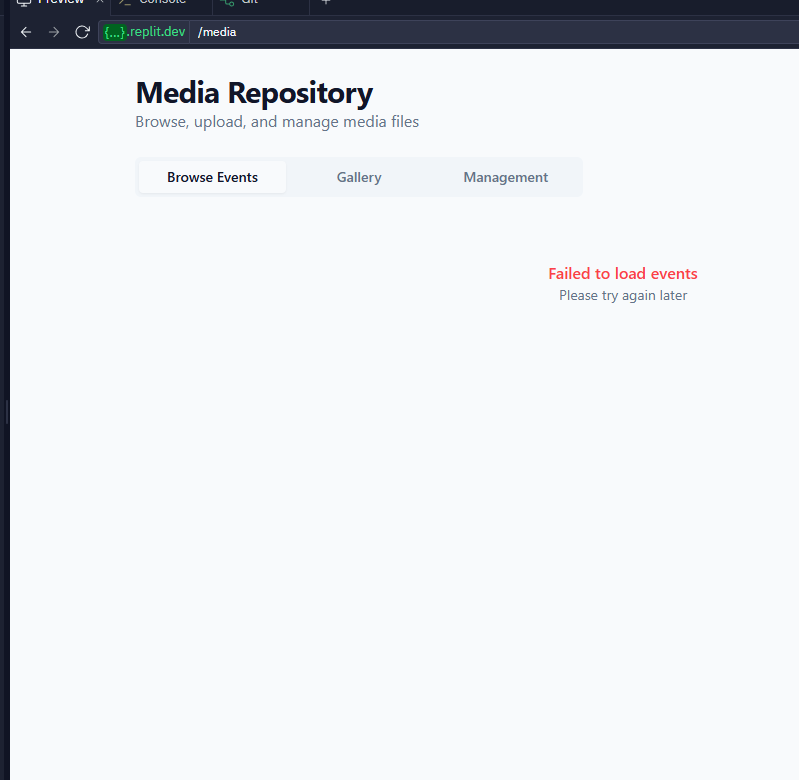 Preview Console Git
{...}.replit.dev /media
Media Repository
Browse, upload, and manage media files
Browse Events Gallery Management
Failed to load events
Please try again later